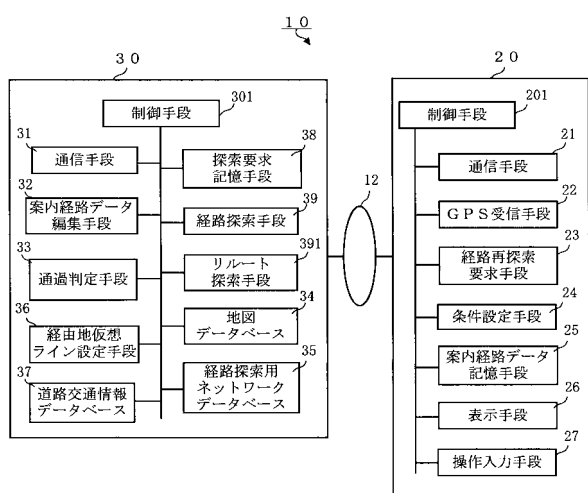 10
30
制御手段
301
31
通信手段
32
案内経路データ
編集手段
33
通過判定手段
36
経由地仮想
ライン設定手段
37
道路交通情報
データベース
38
探索要求
記憶手段
39
経路探索手段
391
リルート
探索手段
34
地図
データベース
35
経路探索用
ネットワーク
データベース
12
20
制御手段
201
21
通信手段
22
GPS受信手段
23
経路再探索
要求手段
24
条件設定手段
25
案内経路データ
記憶手段
26
表示手段
27
操作入力手段